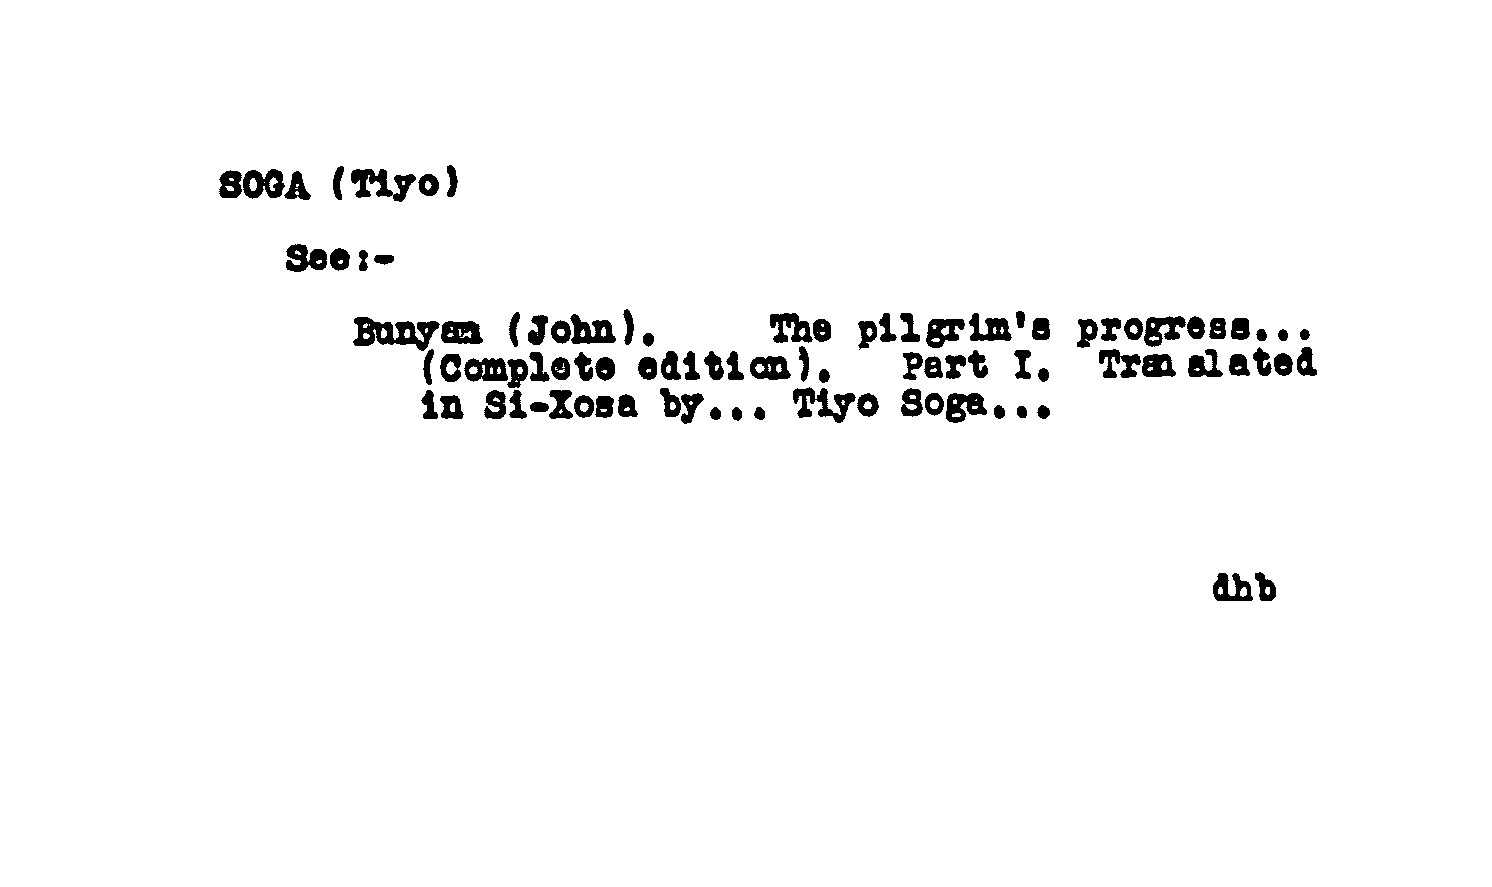 SOGA (Tiyo)
See:-
Bunyan (John). The pilgrim's progress...
(Complete edition). Part I. Translated
in Si-Xosa by... Tiyo Soga...
dhb